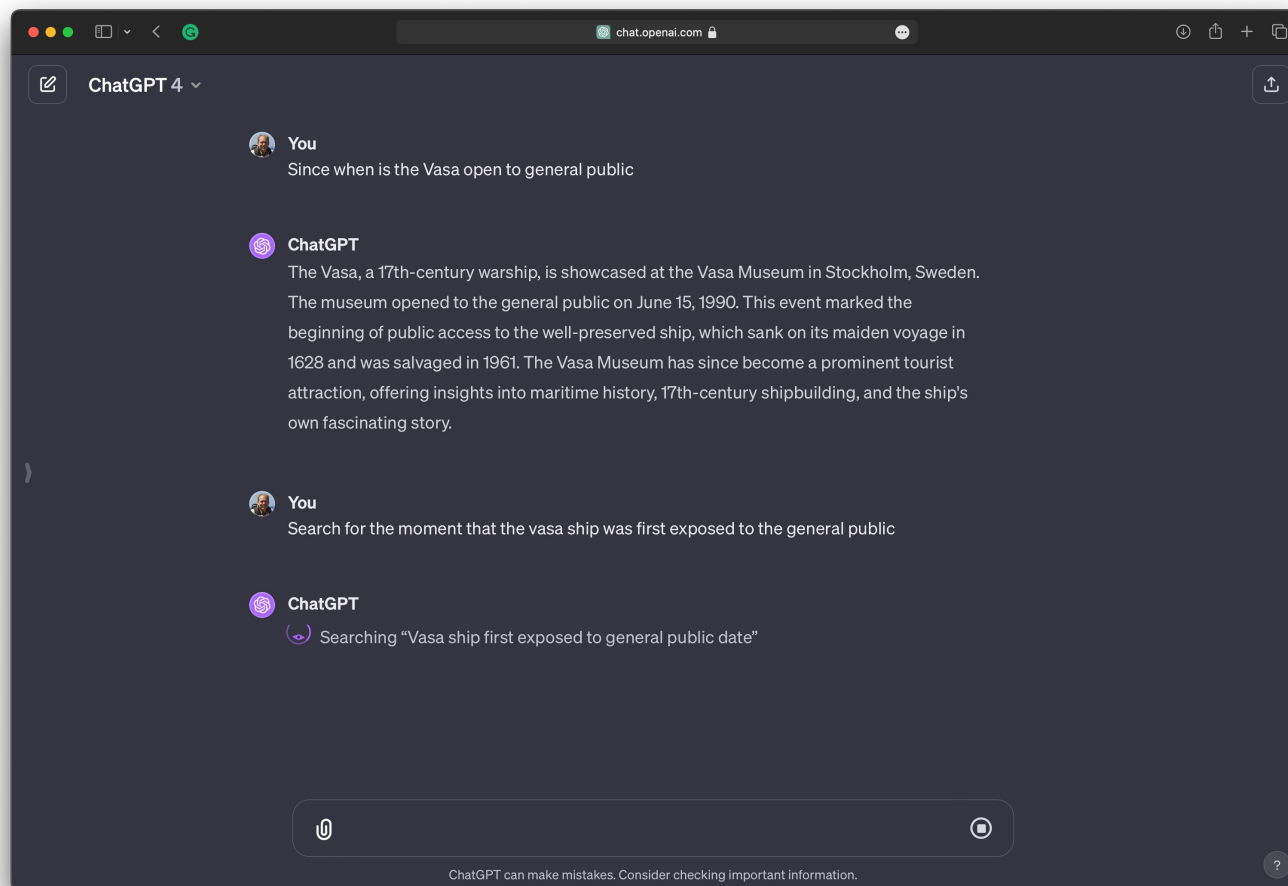 chat.openai.com
ChatGPT 4
You
Since when is the Vasa open to general public
ChatGPT
The Vasa, a 17th-century warship, is showcased at the Vasa Museum in Stockholm, Sweden.
The museum opened to the general public on June 15, 1990. This event marked the
beginning of public access to the well-preserved ship, which sank on its maiden voyage in
1628 and was salvaged in 1961. The Vasa Museum has since become a prominent tourist
attraction, offering insights into maritime history, 17th-century shipbuilding, and the ship's
own fascinating story.
You
Search for the moment that the vasa ship was first exposed to the general public
ChatGPT
Searching “Vasa ship first exposed to general public date”
ChatGPT can make mistakes. Consider checking important information.
?